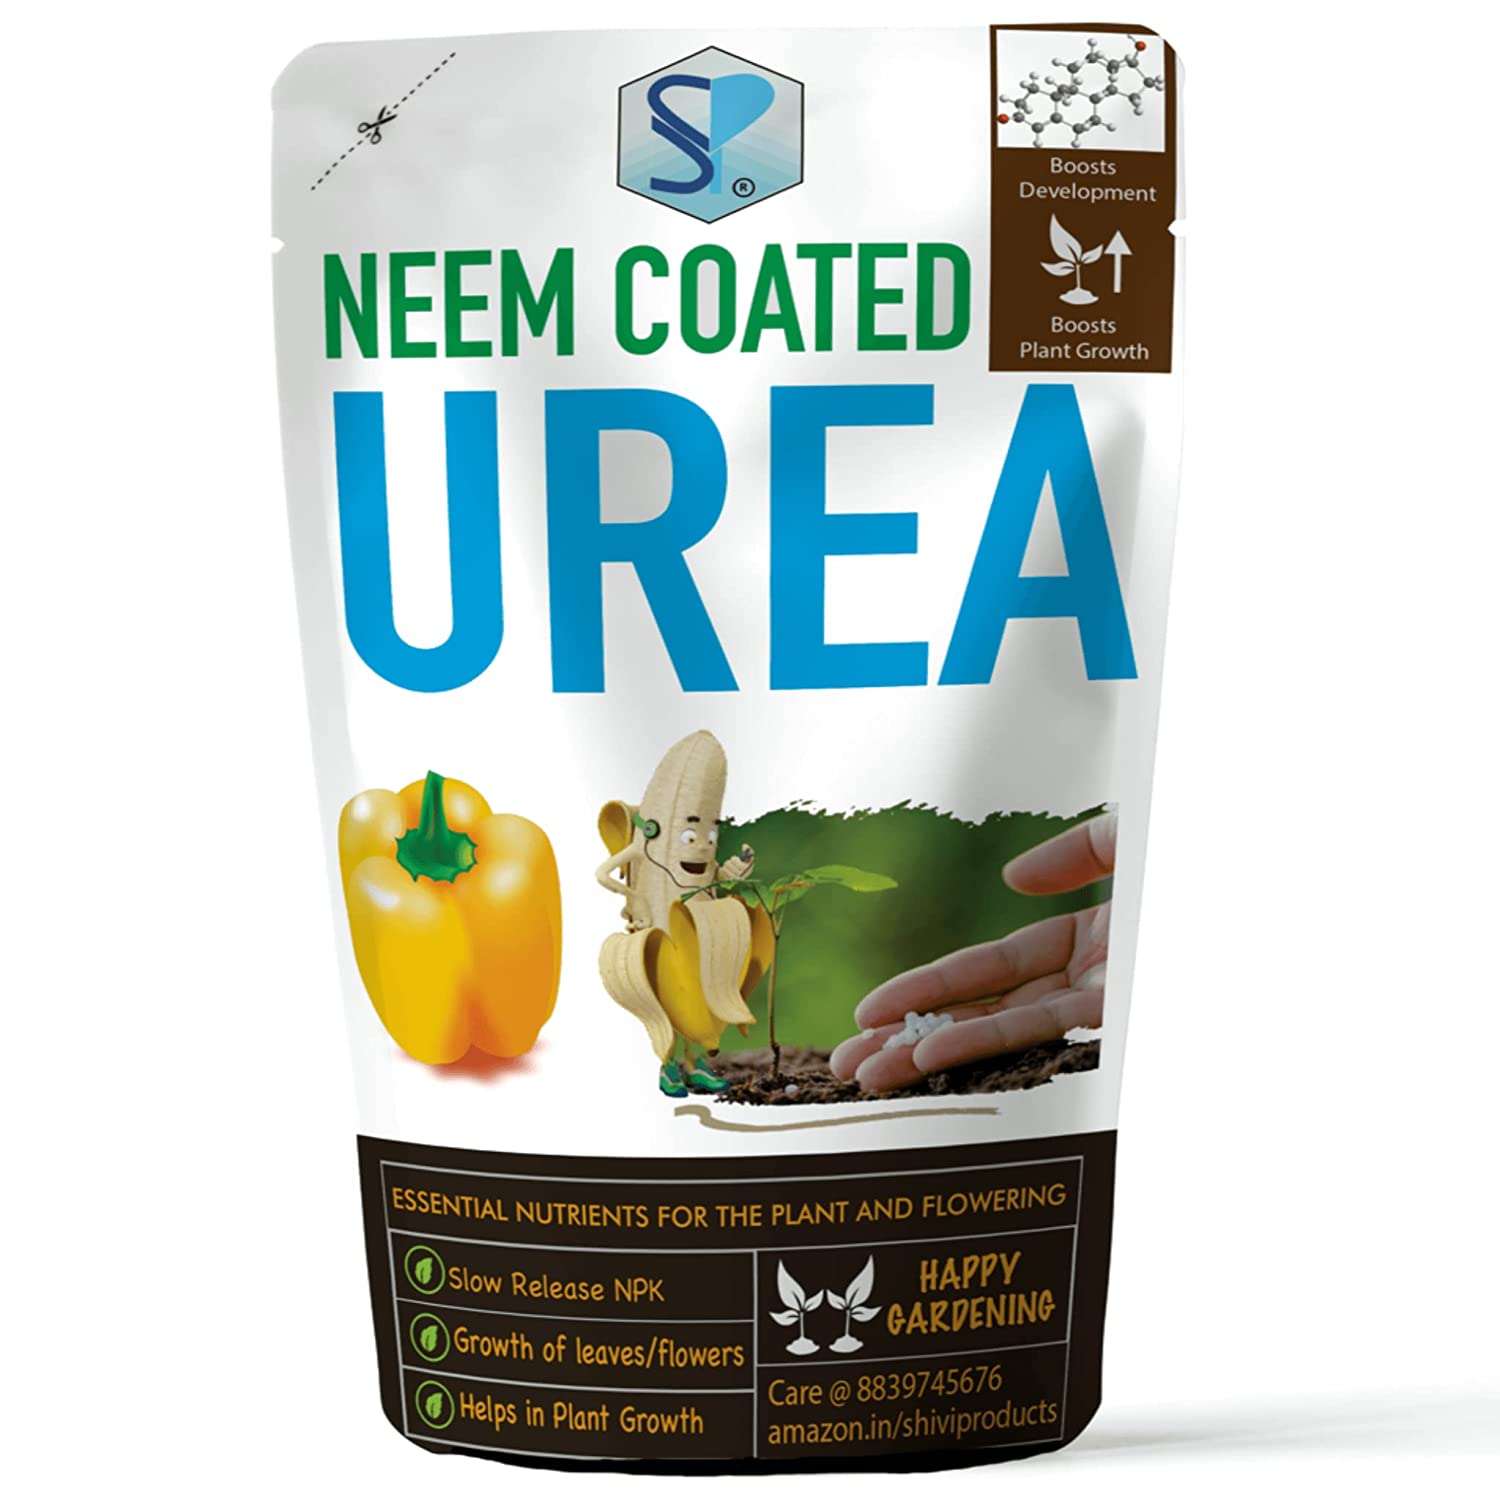 SP®
Boosts
Development
NEEM COATED
Boosts
Plant Growth
UREA
ESSENTIAL NUTRIENTS FOR THE PLANT AND FLOWERING
Slow Release NPK
Growth of leaves/flowers
Helps in Plant Growth
HAPPY
GARDENING
Care @ 8839745676
amazon.in/shiviproducts